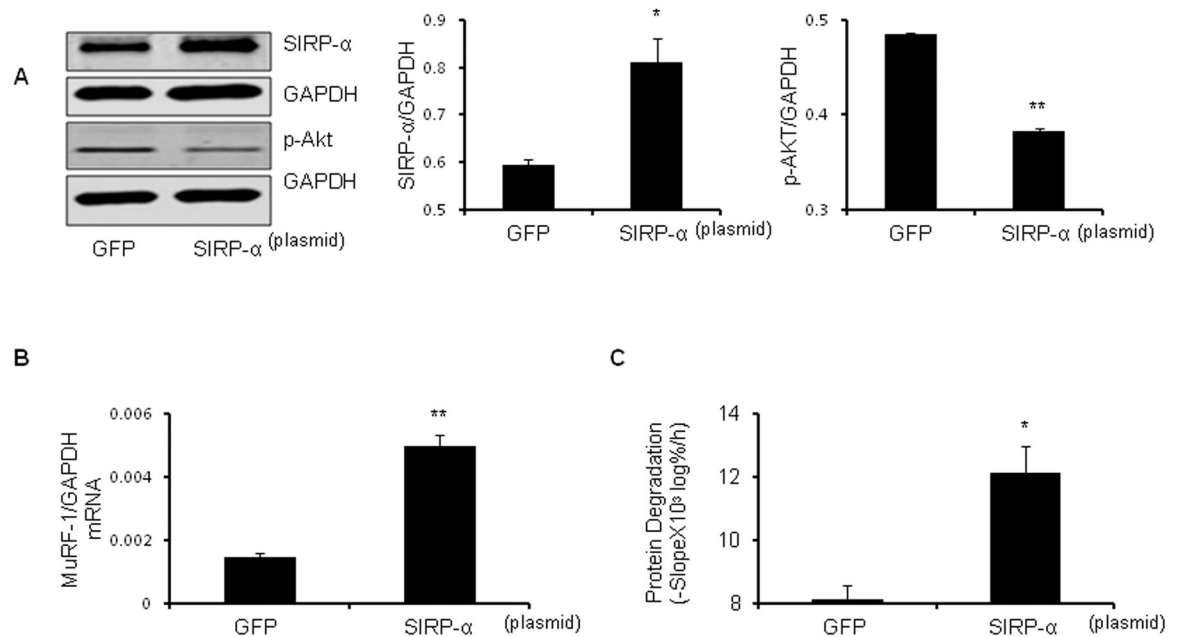 A
SIRP-α
GAPDH
p-Akt
GAPDH
GFP SIRP-α (plasmid)
SIRP-α/GAPDH
0.9
0.8
0.7
0.6
0.5
*
GFP SIRP-α (plasmid)
p-AKT/GAPDH
0.5
0.4
0.3
**
GFP SIRP-α (plasmid)
B
MuRF-1/GAPDH
mRNA
0.006
0.004
0.002
0
**
GFP SIRP-α (plasmid)
C
Protein Degradation
(-SlopeX10³ log%/h)
14
12
10
8
*
GFP SIRP-α (plasmid)